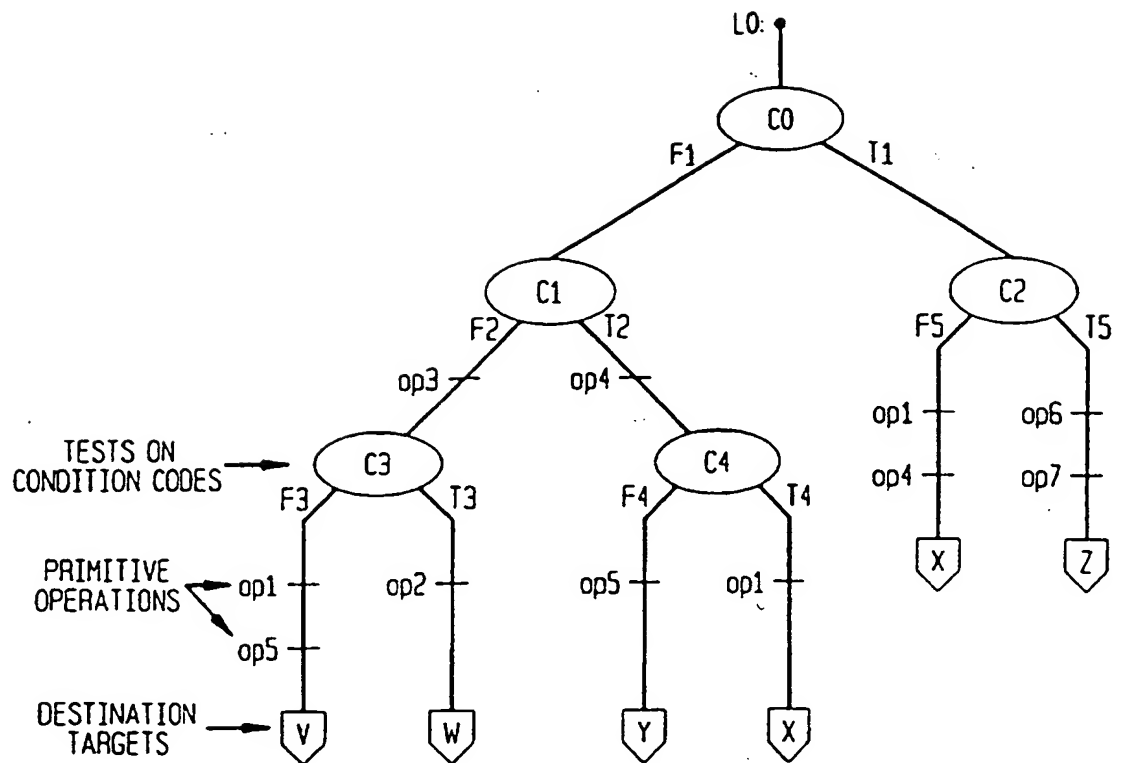 L0:
C0
F1
T1
C1
C2
F2
T2
F5
T5
op3
op4
op1
op6
TESTS ON
CONDITION CODES
C3
C4
op4
op7
F3
T3
F4
T4
X
Z
PRIMITIVE
OPERATIONS
op1
op2
op5
op1
op5
DESTINATION
TARGETS
V
W
Y
X